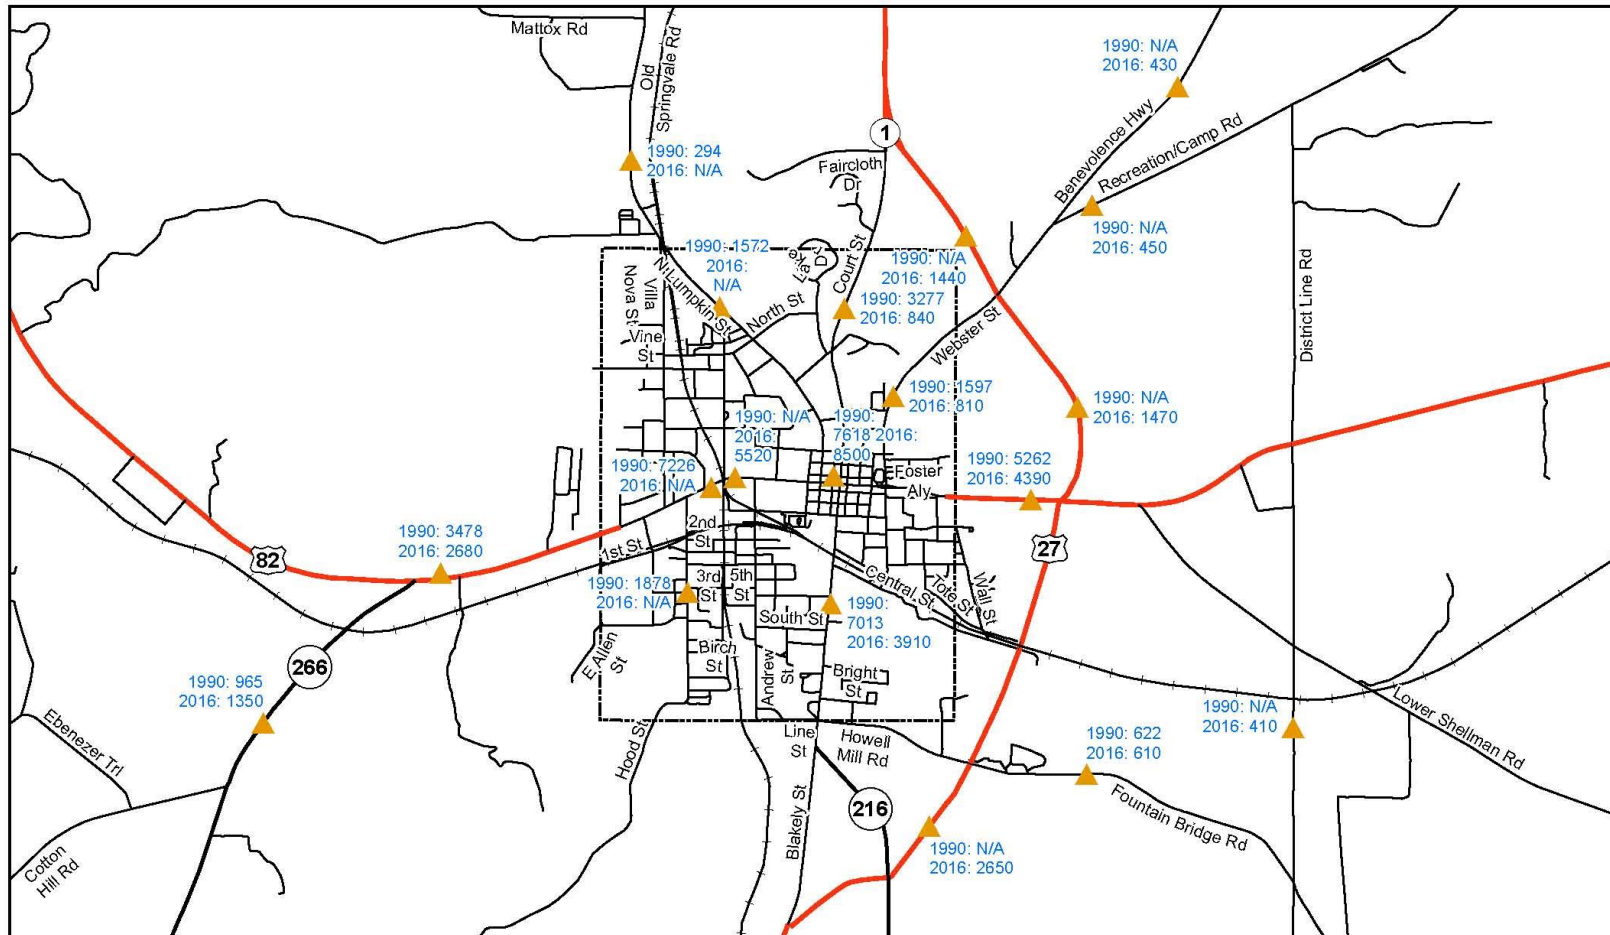 Mattox Rd
Old
Springvale Rd
1990: N/A
2016: 430
Benevolence Hwy
Recreation/Camp Rd
1
1990: 294
2016: N/A
Faircloth
Dr
1990: N/A
2016: 450
1990: 1572
2016:
N/A
Lake
Dr
Court St
1990: N/A
2016: 1440
District Line Rd
Villa
Nova St
N Lumpkin St
North St
1990: 3277
2016: 840
Webster St
Vine
St
1990: 1597
2016: 810
1990: N/A
2016: 1470
1990: N/A
2016:
5520
1990:
7618 2016:
8500
1990: 7226
2016: N/A
Foster
Aly
1990: 5262
2016: 4390
1990: 3478
2016: 2680
82
2nd
St
1st St
27
1990: 1878
2016: N/A
3rd
St
5th
St
Central St
Tote St
Wall St
South St
1990:
7013
2016: 3910
E Allen
St
Birch
St
Andrew
St
Bright
St
266
1990: 965
2016: 1350
1990: N/A
2016: 410
Lower Shellman Rd
Ebenezer Trl
Hood St
Line
St
Howell
Mill Rd
1990: 622
2016: 610
Blakely St
216
Fountain Bridge Rd
Cotton
Hill Rd
1990: N/A
2016: 2650